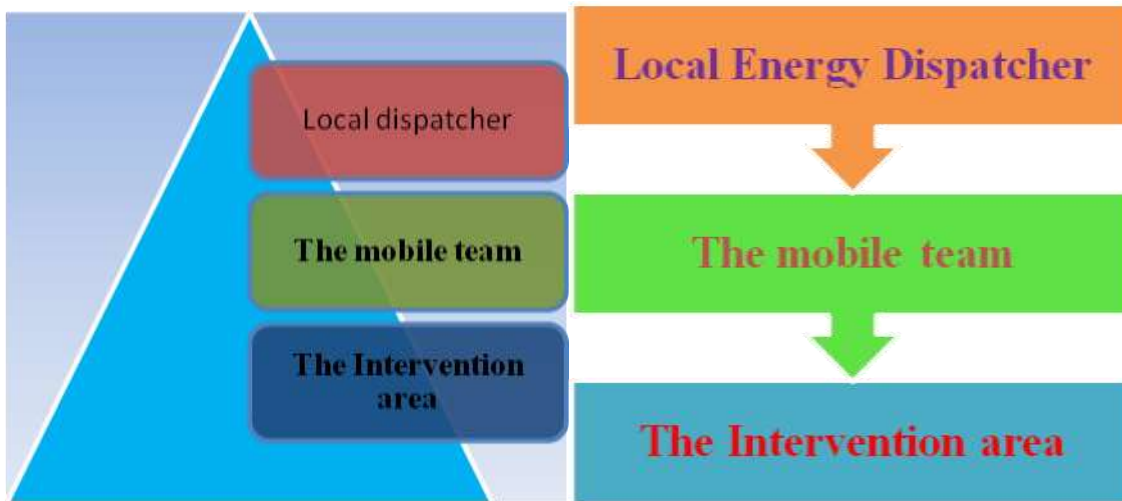 Local dispatcher
The mobile team
The Intervention
area
Local Energy Dispatcher
The mobile team
The Intervention area